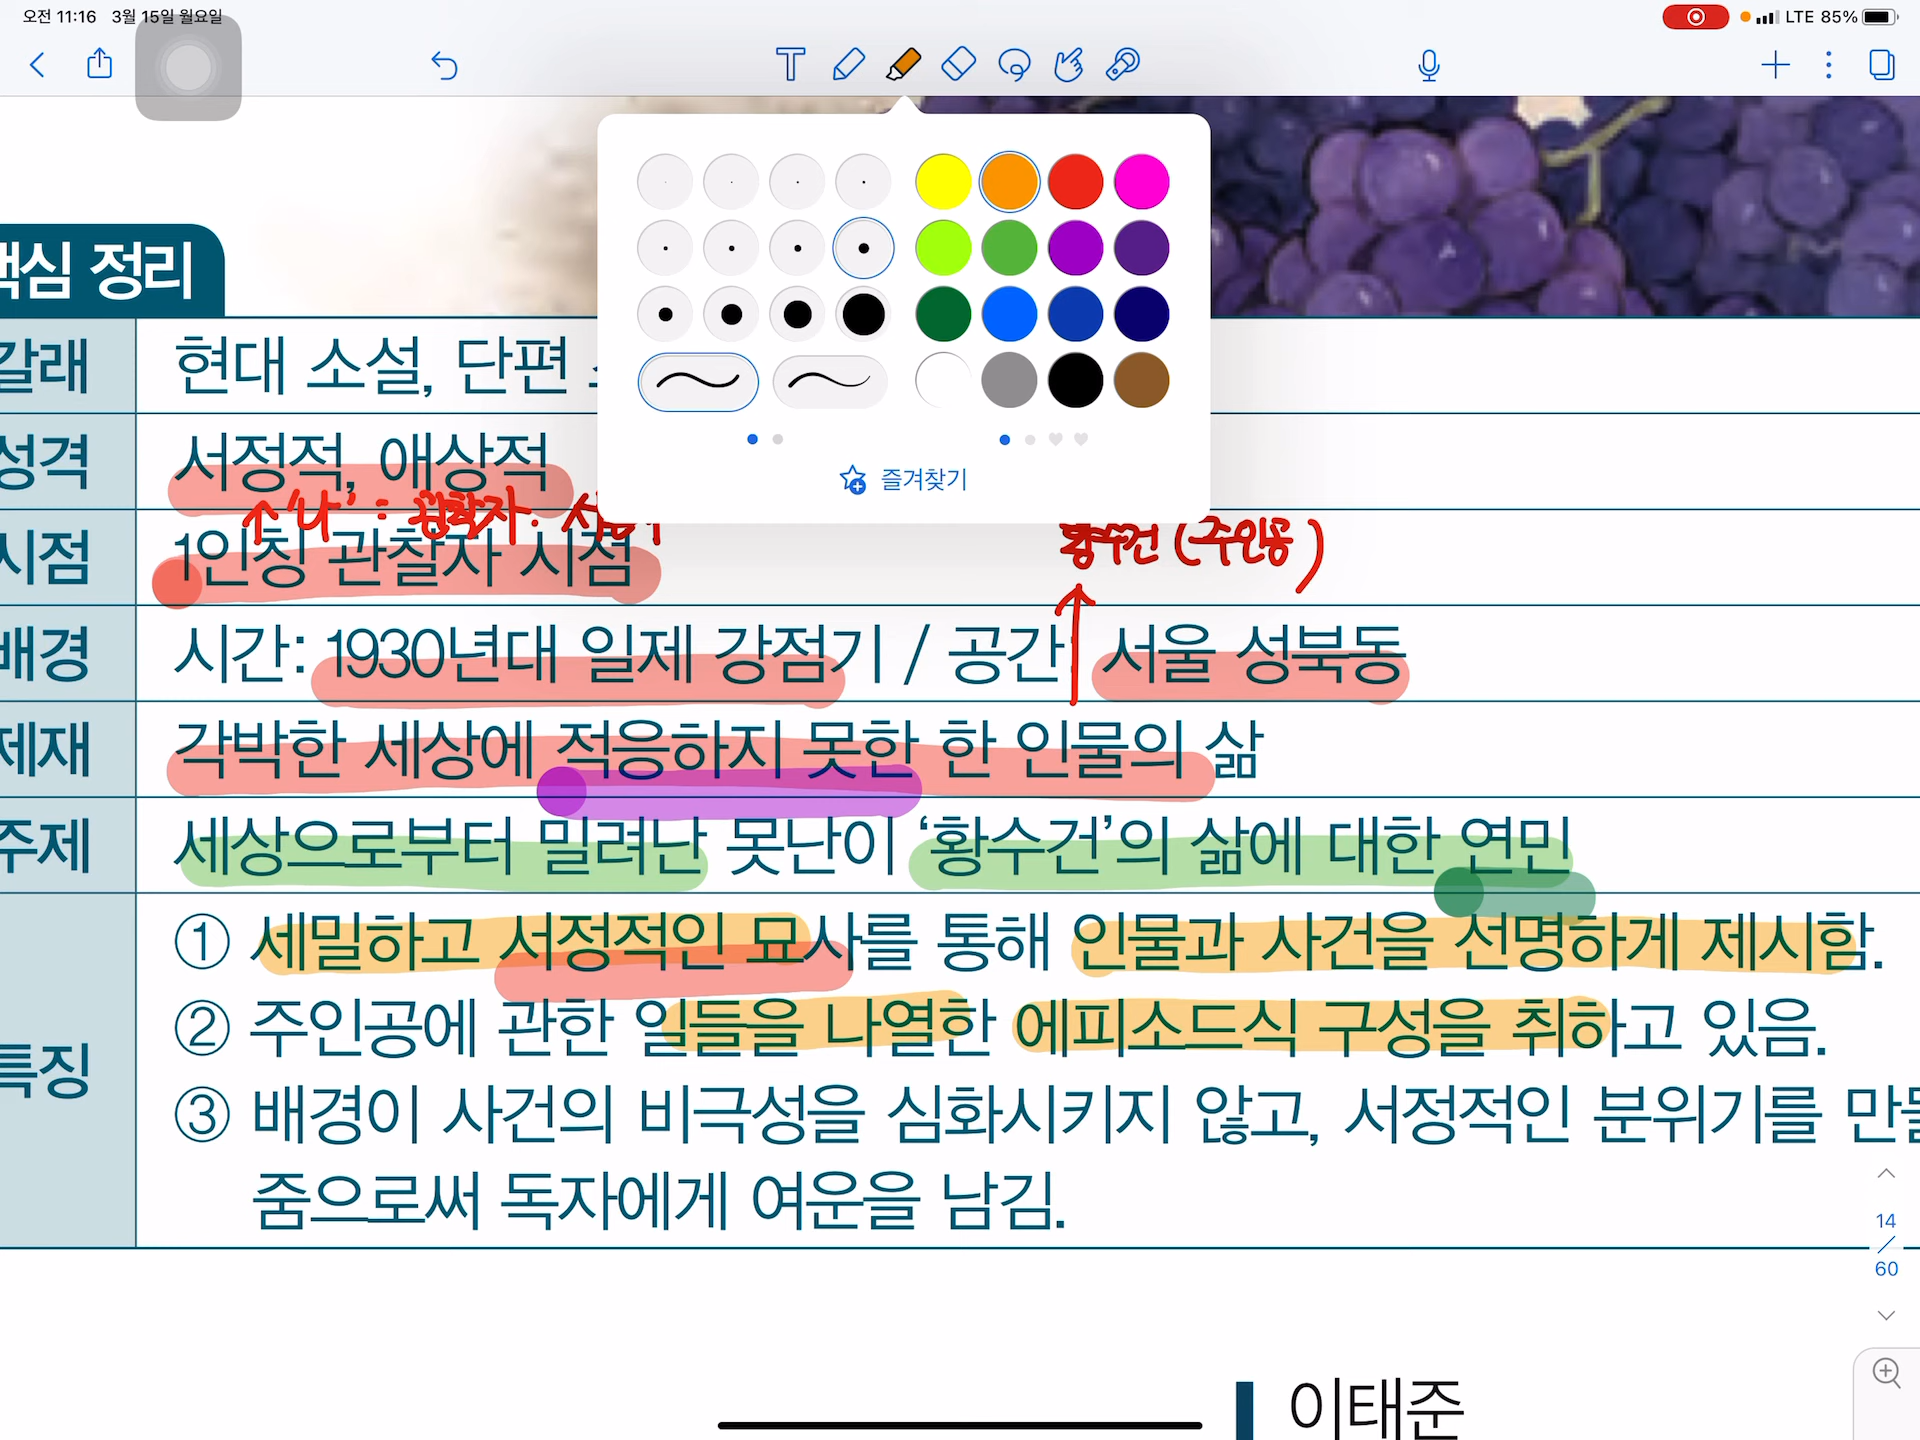 오전 11:16 3월 15일 월요일
LTE 85%
즐겨찾기
핵심 정리
갈래 현대 소설, 단편
성격 서정적, 애상적
↑ '나' : 관찰자.
황수건 (주인공)
시점 1인칭 관찰자 시점
배경 시간: 1930년대 일제 강점기 / 공간: 서울 성북동
제재 각박한 세상에 적응하지 못한 한 인물의 삶
주제 세상으로부터 밀려난 못난이 ‘황수건’의 삶에 대한 연민
특징
① 세밀하고 서정적인 묘사를 통해 인물과 사건을 선명하게 제시함.
② 주인공에 관한 일들을 나열한 에피소드식 구성을 취하고 있음.
③ 배경이 사건의 비극성을 심화시키지 않고, 서정적인 분위기를 만들
줌으로써 독자에게 여운을 남김.
14
/
60
이태준